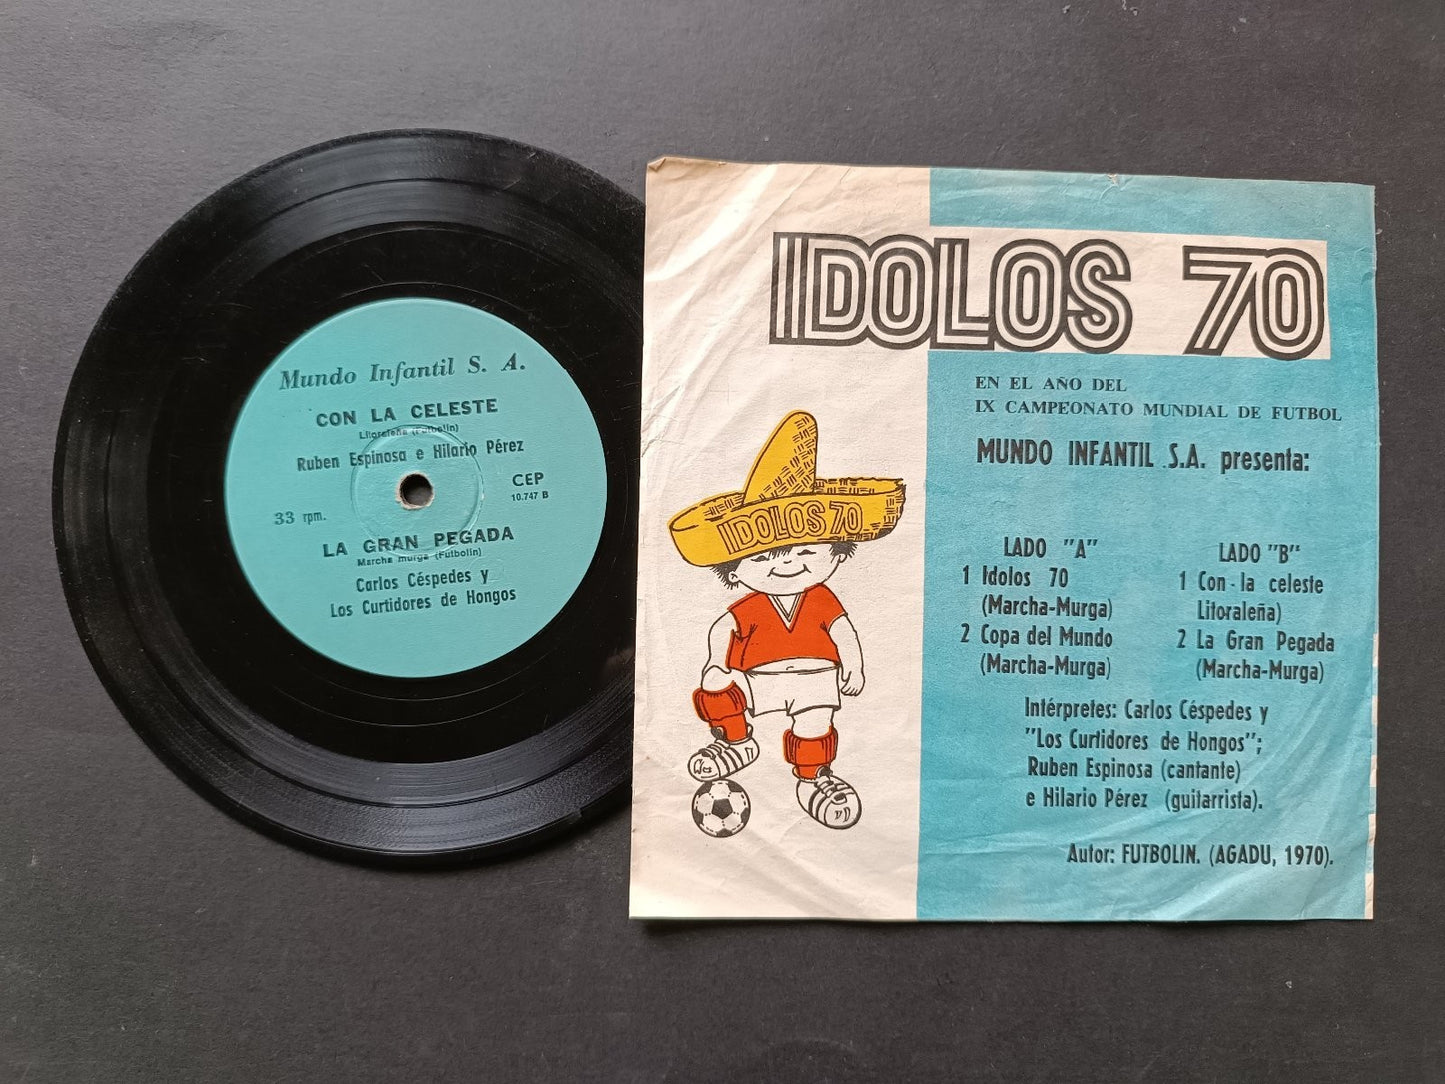 Mundo Infantil S. A.
CON LA CELESTE
Litoraleña (Futbolin)
Ruben Espinosa e Hilario Pérez
CEP
10.747 B
33 rpm.
LA GRAN PEGADA
Marcha murga (Futbolin)
Carlos Céspedes y
Los Curtidores de Hongos
IDOLOS 70
EN EL AÑO DEL
IX CAMPEONATO MUNDIAL DE FUTBOL
MUNDO INFANTIL S.A. presenta:
IDOLOS 70
LADO "A"
1 Idolos 70
(Marcha-Murga)
2 Copa del Mundo
(Marcha-Murga)
LADO "B"
1 Con-la celeste
Litoraleña)
2 La Gran Pegada
(Marcha-Murga)
Intérpretes: Carlos Céspedes y
"Los Curtidores de Hongos";
Ruben Espinosa (cantante)
e Hilario Pérez (guitarrista).
Autor: FUTBOLIN. (AGADU, 1970).